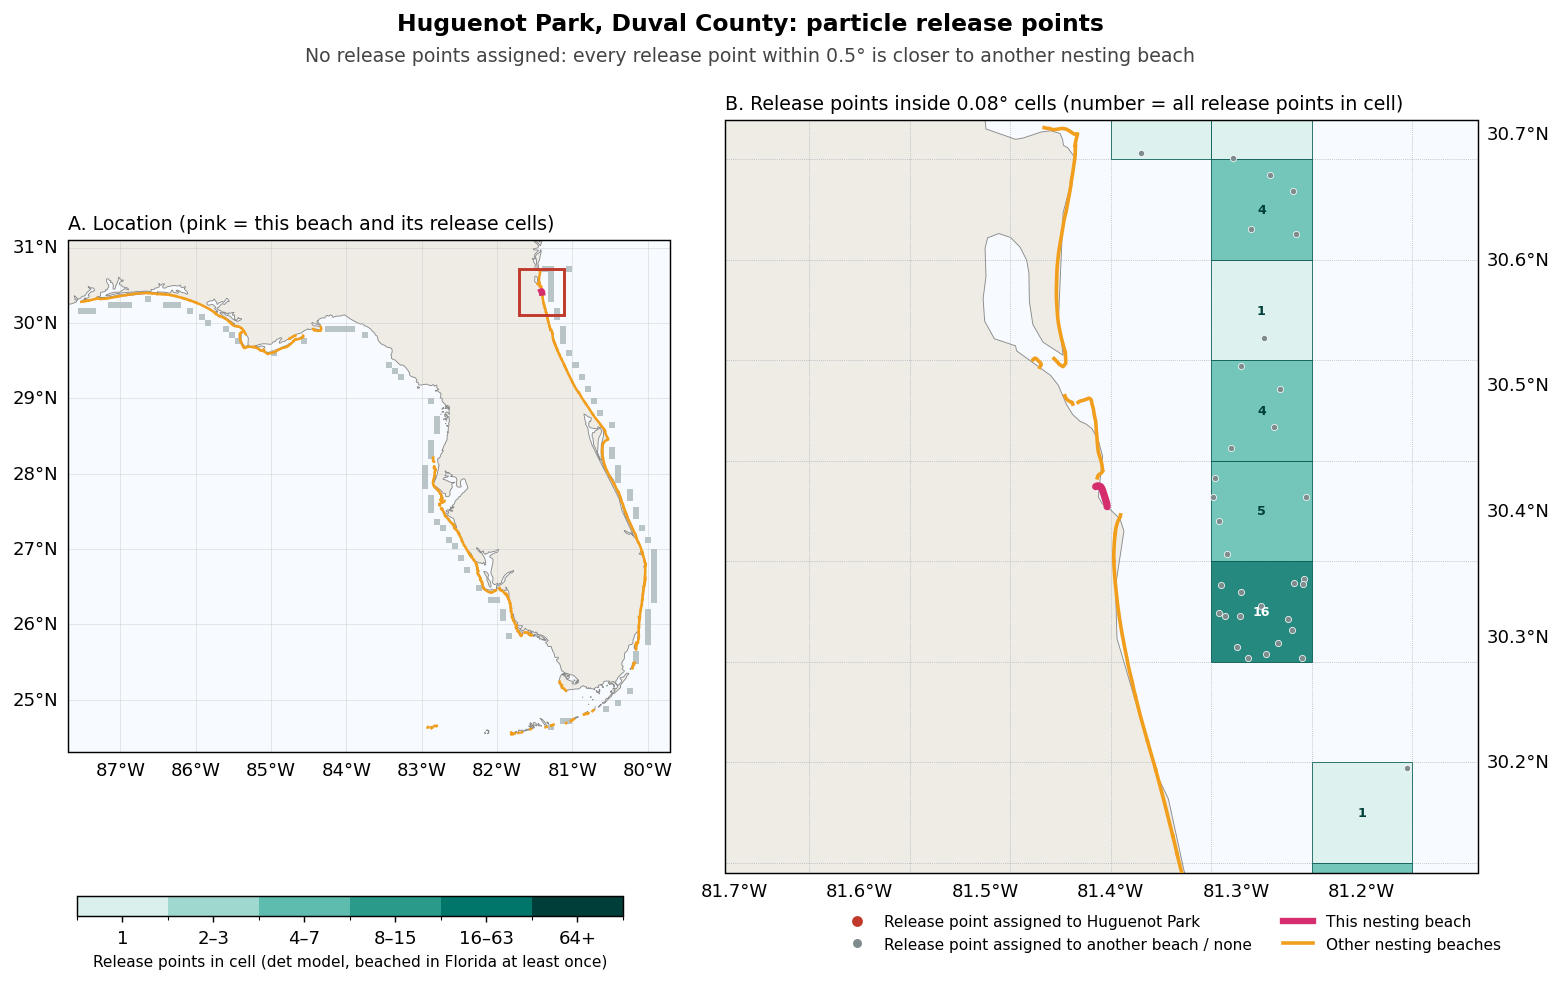 Huguenot Park, Duval County: particle release points
No release points assigned: every release point within 0.5° is closer to another nesting beach
A. Location (pink = this beach and its release cells)
31°N
30°N
29°N
28°N
27°N
26°N
25°N
87°W 86°W 85°W 84°W 83°W 82°W 81°W 80°W
B. Release points inside 0.08° cells (number = all release points in cell)
4
1
4
5
16
1
30.7°N
30.6°N
30.5°N
30.4°N
30.3°N
30.2°N
81.7°W 81.6°W 81.5°W 81.4°W 81.3°W 81.2°W
1 2–3 4–7 8–15 16–63 64+
Release points in cell (det model, beached in Florida at least once)
Release point assigned to Huguenot Park
Release point assigned to another beach / none
This nesting beach
Other nesting beaches